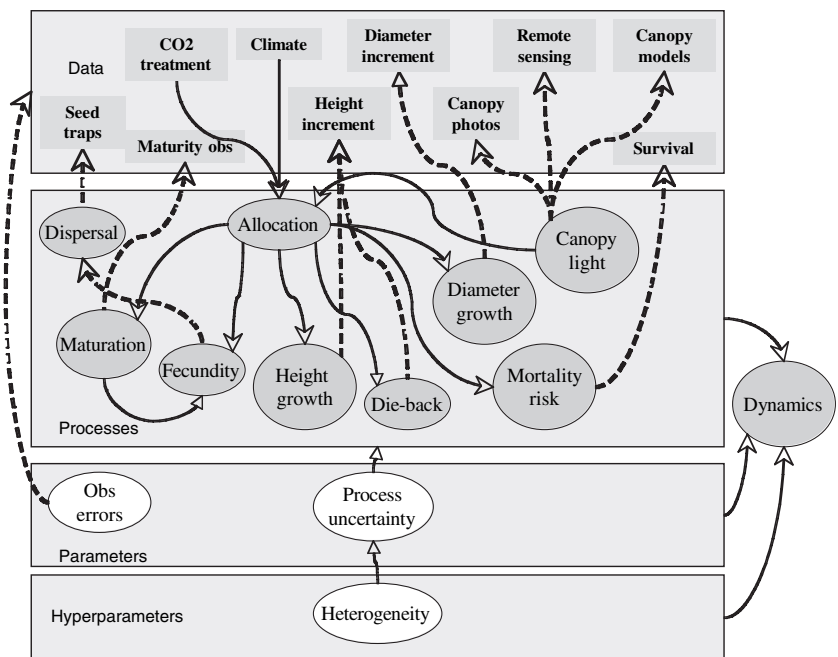 Data
CO2
treatment
Climate
Diameter
increment
Remote
sensing
Canopy
models
Seed
traps
Maturity obs
Height
increment
Canopy
photos
Survival
Dispersal
Allocation
Canopy
light
Diameter
growth
Maturation
Fecundity
Height
growth
Die-back
Mortality
risk
Dynamics
Processes
Obs
errors
Process
uncertainty
Parameters
Hyperparameters
Heterogeneity